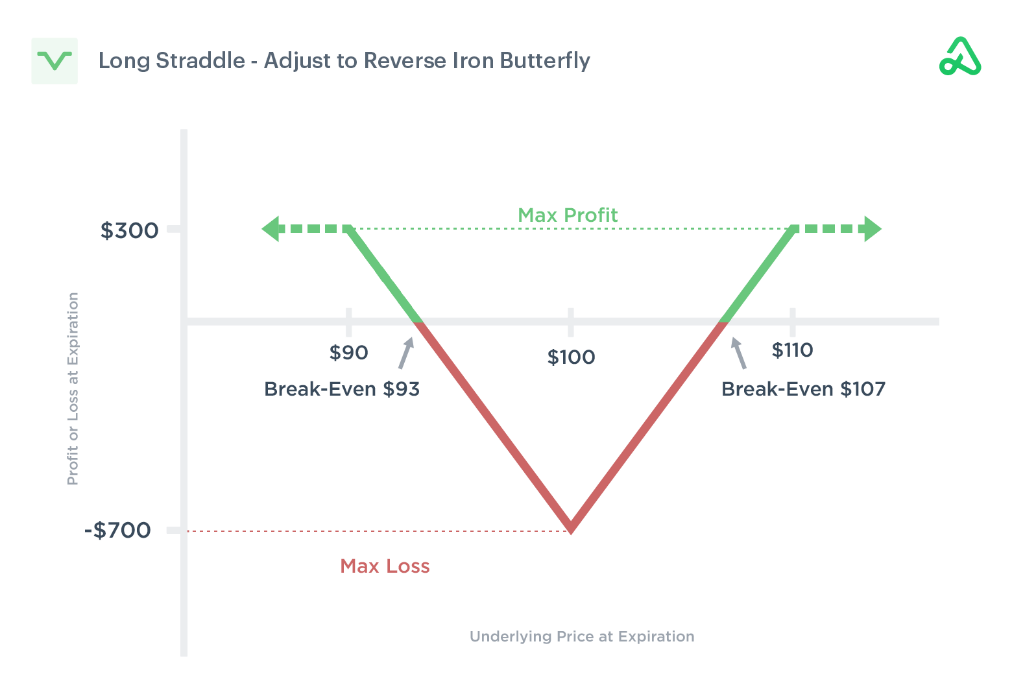 Long Straddle - Adjust to Reverse Iron Butterfly
Max Profit
$300
$90
$100
$110
Break-Even $93
Break-Even $107
Profit or Loss at Expiration
-$700
Max Loss
Underlying Price at Expiration